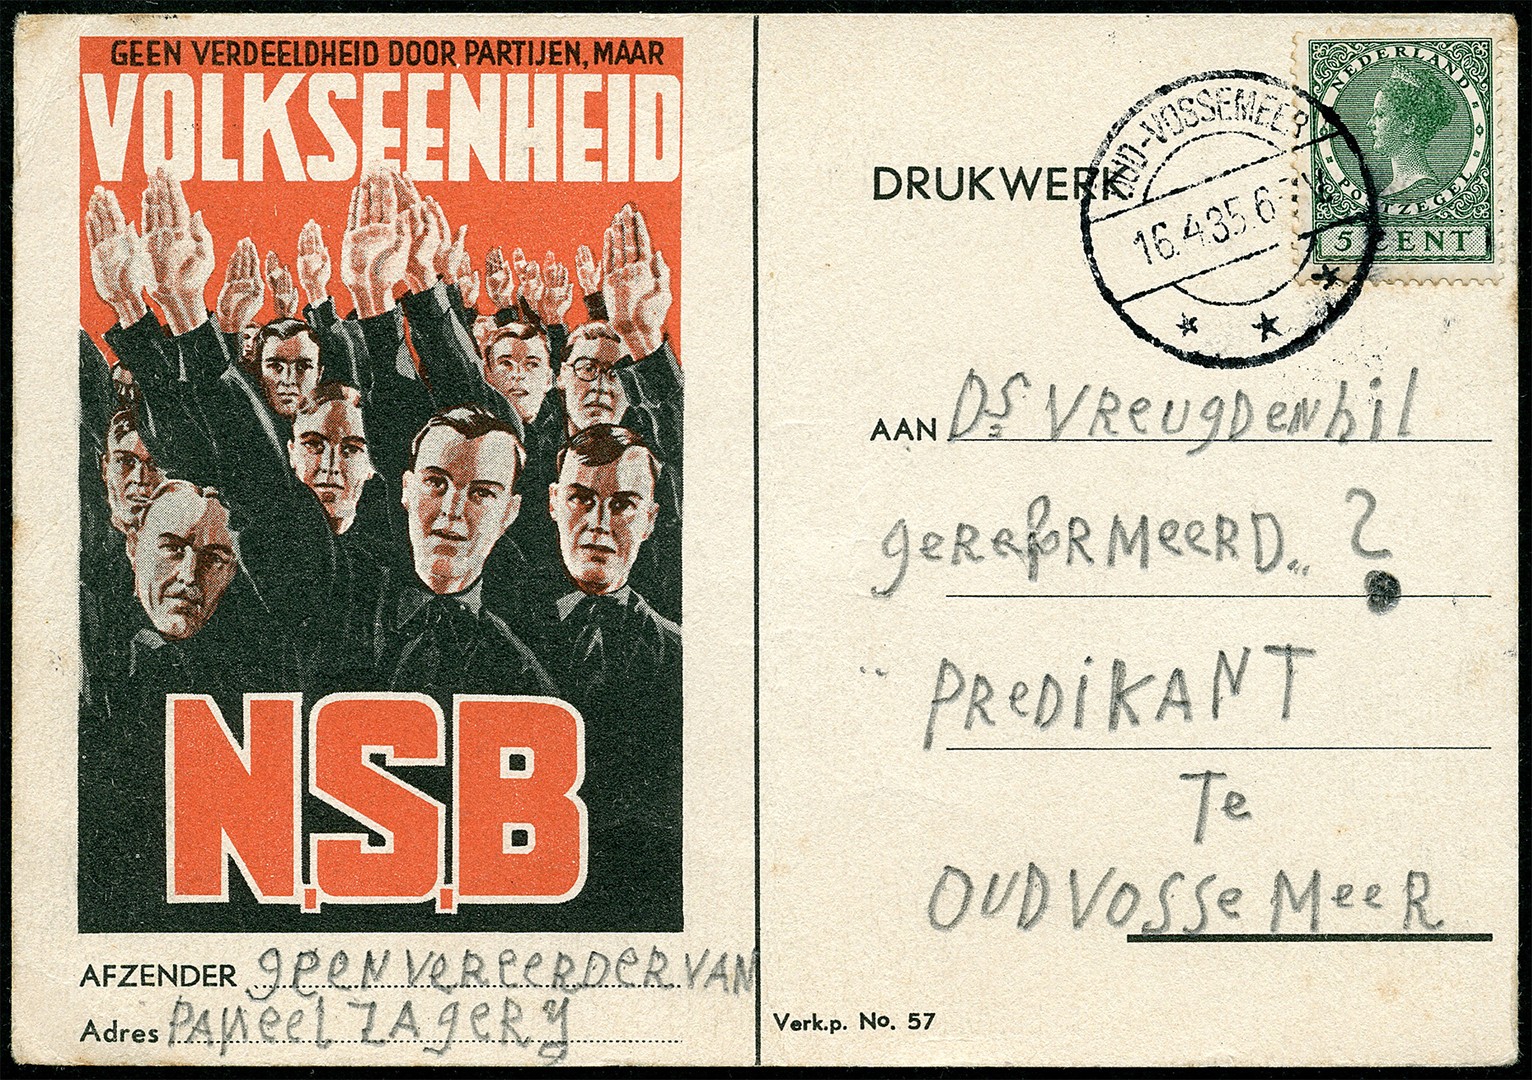 GEEN VERDEELDHEID DOOR PARTIJEN, MAAR
VOLKSEENHEID
N.S.B
AFZENDER geen vereerder van
Adres paneel zagery
DRUKWERK
OUD-VOSSEMEER
16.4.35.6
NEDERLAND
POSTZEGEL
5 CENT
AAN Ds VReugDenhil
geReforMeerD.. ?
PReDiKANT
Te
OUDVOSSeMeeR
Verk.p. No. 57